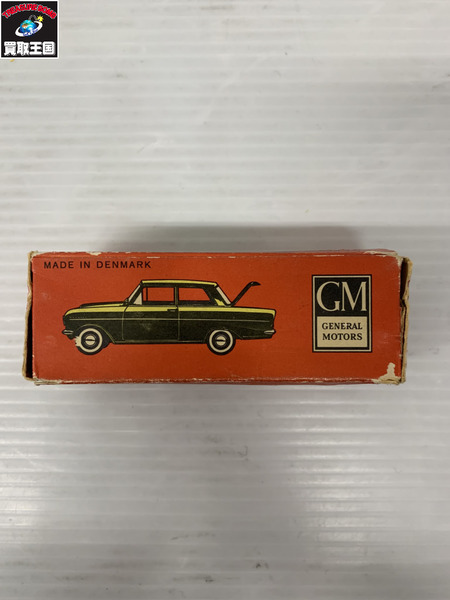 買取王国
MADE IN DENMARK
GM
GENERAL
MOTORS